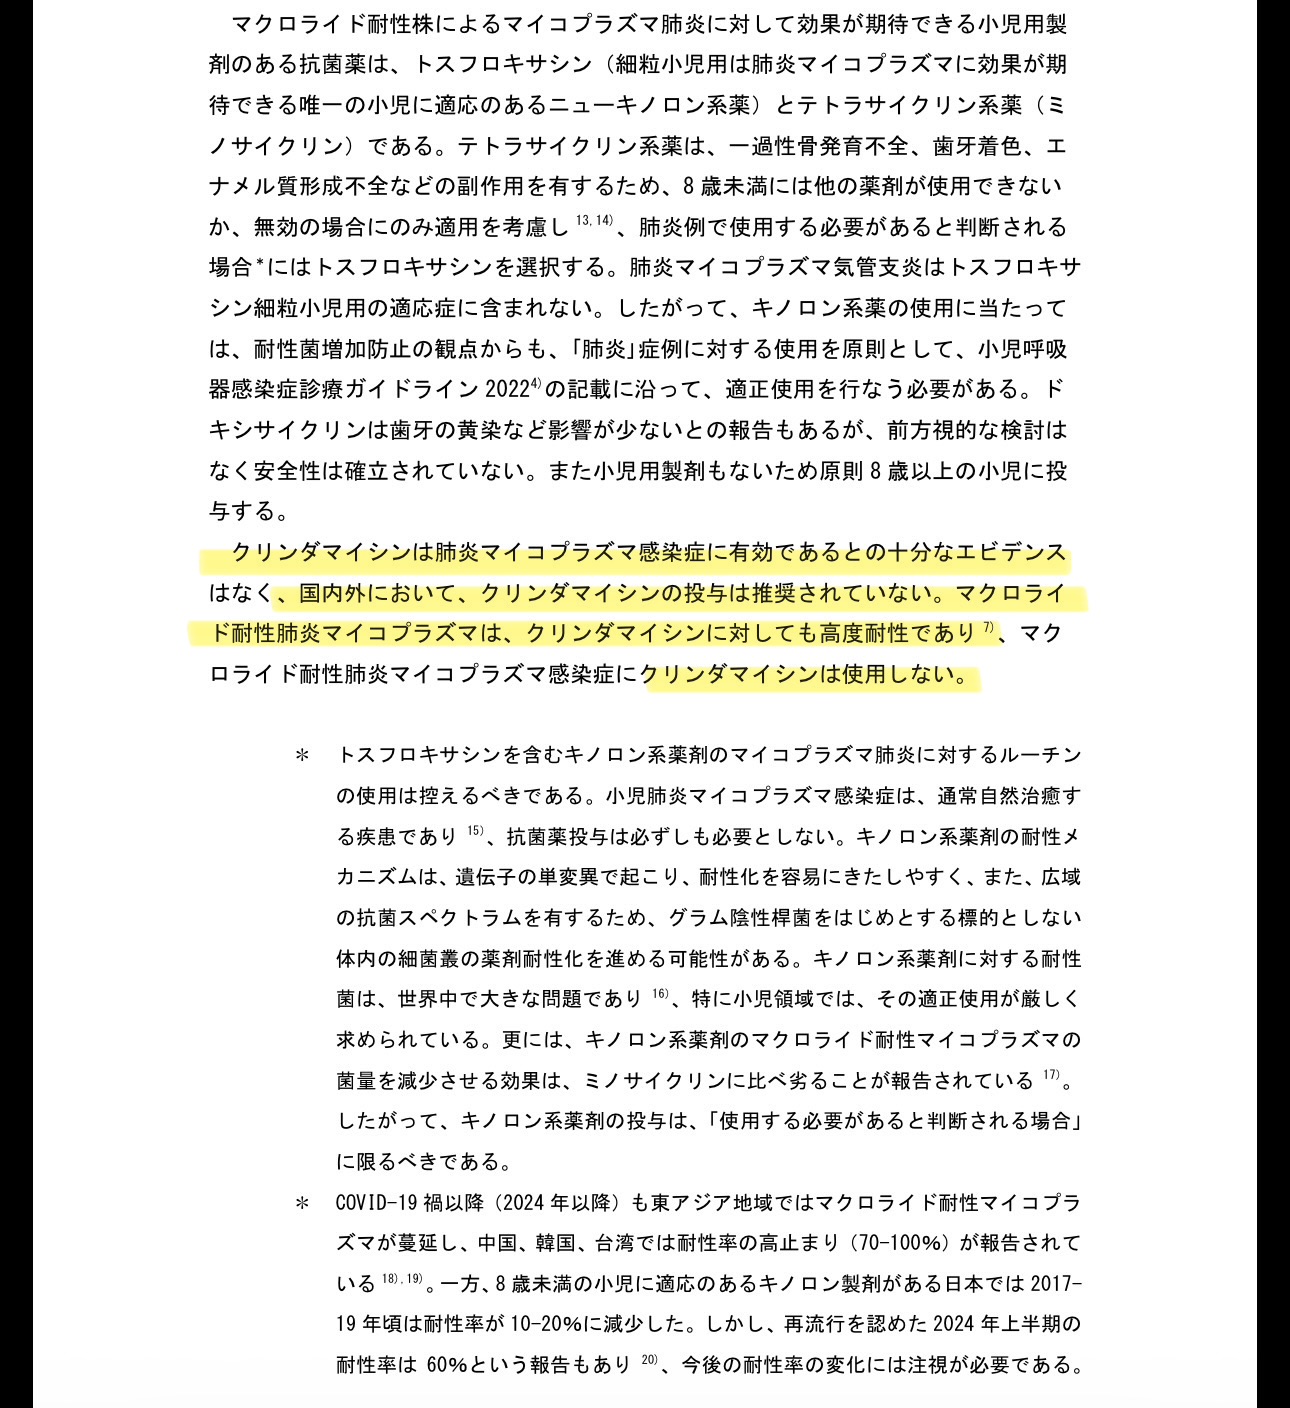 マクロライド耐性株によるマイコプラズマ肺炎に対して効果が期待できる小児用製
剤のある抗菌薬は、トスフロキサシン（細粒小児用は肺炎マイコプラズマに効果が期
待できる唯一の小児に適応のあるニューキノロン系薬）とテトラサイクリン系薬（ミ
ノサイクリン）である。テトラサイクリン系薬は、一過性骨発育不全、歯牙着色、エ
ナメル質形成不全などの副作用を有するため、8 歳未満には他の薬剤が使用できない
か、無効の場合にのみ適用を考慮し 13,14)、肺炎例で使用する必要があると判断される
場合*にはトスフロキサシンを選択する。肺炎マイコプラズマ気管支炎はトスフロキサ
シン細粒小児用の適応症に含まれない。したがって、キノロン系薬の使用に当たって
は、耐性菌増加防止の観点からも、「肺炎」症例に対する使用を原則として、小児呼吸
器感染症診療ガイドライン 20224)の記載に沿って、適正使用を行なう必要がある。ド
キシサイクリンは歯牙の黄染など影響が少ないとの報告もあるが、前方視的な検討は
なく安全性は確立されていない。また小児用製剤もないため原則 8 歳以上の小児に投
与する。
クリンダマイシンは肺炎マイコプラズマ感染症に有効であるとの十分なエビデンス
はなく、国内外において、クリンダマイシンの投与は推奨されていない。マクロライ
ド耐性肺炎マイコプラズマは、クリンダマイシンに対しても高度耐性であり 7)、マク
ロライド耐性肺炎マイコプラズマ感染症にクリンダマイシンは使用しない。
＊ トスフロキサシンを含むキノロン系薬剤のマイコプラズマ肺炎に対するルーチン
の使用は控えるべきである。小児肺炎マイコプラズマ感染症は、通常自然治癒す
る疾患であり 15)、抗菌薬投与は必ずしも必要としない。キノロン系薬剤の耐性メ
カニズムは、遺伝子の単変異で起こり、耐性化を容易にきたしやすく、また、広域
の抗菌スペクトラムを有するため、グラム陰性桿菌をはじめとする標的としない
体内の細菌叢の薬剤耐性化を進める可能性がある。キノロン系薬剤に対する耐性
菌は、世界中で大きな問題であり 16)、特に小児領域では、その適正使用が厳しく
求められている。更には、キノロン系薬剤のマクロライド耐性マイコプラズマの
菌量を減少させる効果は、ミノサイクリンに比べ劣ることが報告されている 17)。
したがって、キノロン系薬剤の投与は、「使用する必要があると判断される場合」
に限るべきである。
＊ COVID-19 禍以降（2024 年以降）も東アジア地域ではマクロライド耐性マイコプラ
ズマが蔓延し、中国、韓国、台湾では耐性率の高止まり（70-100%）が報告されて
いる 18),19)。一方、8 歳未満の小児に適応のあるキノロン製剤がある日本では 2017-
19 年頃は耐性率が 10-20%に減少した。しかし、再流行を認めた 2024 年上半期の
耐性率は 60%という報告もあり 20)、今後の耐性率の変化には注視が必要である。